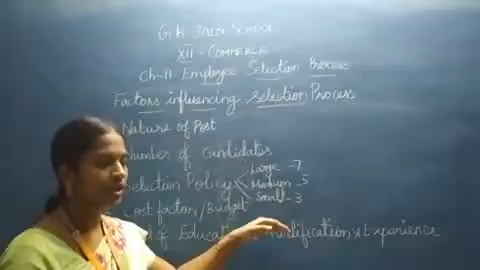 G.K JAIN SCHOOL
XII - COMMERCE
Ch-11 Employee Selection Process
Factors influencing Selection Process
Nature of Post
Number of Candidates
Selection Policy
Large - 7
Medium - 5
Small - 3
Cost factor/Budget
of Education Qualification & Experience